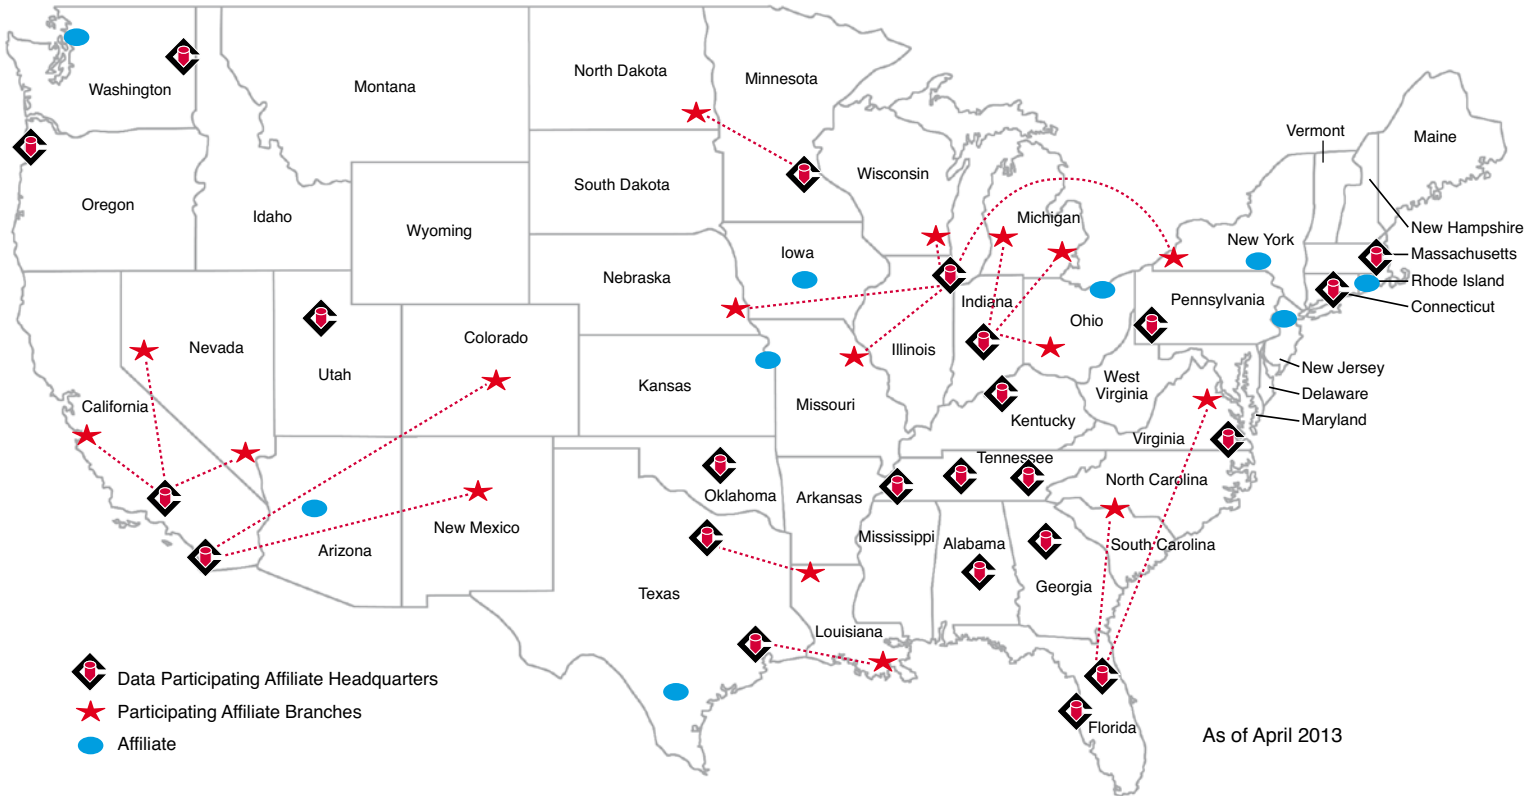 North Dakota
Minnesota
Montana
Washington
Vermont
Maine
Wisconsin
South Dakota
Oregon
Idaho
Michigan
Wyoming
New Hampshire
New York
Iowa
Massachusetts
Nebraska
Rhode Island
Indiana
Pennsylvania
Connecticut
Ohio
Colorado
Nevada
Illinois
Utah
New Jersey
Kansas
West
Virginia
Delaware
California
Missouri
Kentucky
Maryland
Virginia
Tennessee
North Carolina
Oklahoma
Arkansas
New Mexico
Mississippi
Alabama
South Carolina
Arizona
Georgia
Texas
Louisiana
Data Participating Affiliate Headquarters
Participating Affiliate Branches
Florida
As of April 2013
Affiliate